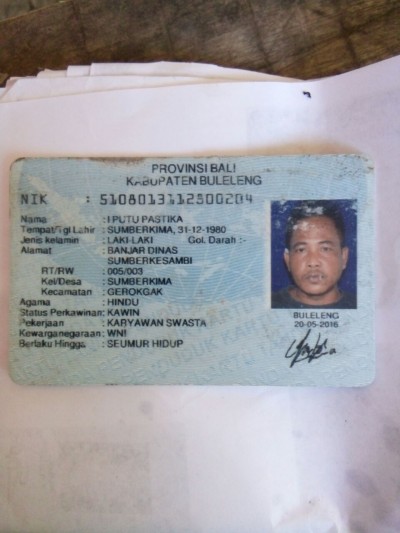 PROVINSI BALI
KABUPATEN BULELENG
NIK : 5108013112800204
Nama : I PUTU PASTIKA
Tempat/Tgl Lahir : SUMBERKIMA, 31-12-1980
Jenis kelamin : LAKI-LAKI Gol. Darah :-
Alamat : BANJAR DINAS
SUMBERKESAMBI
RT/RW : 005/003
Kel/Desa : SUMBERKIMA
Kecamatan : GEROKGAK
Agama : HINDU
Status Perkawinan: KAWIN
Pekerjaan : KARYAWAN SWASTA
Kewarganegaraan: WNI
Berlaku Hingga : SEUMUR HIDUP
BULELENG
20-05-2016